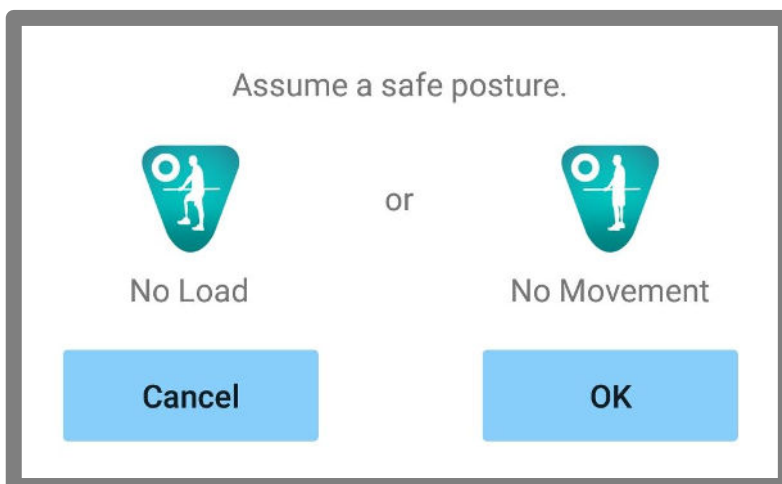 Assume a safe posture.
or
No Load
No Movement
Cancel
OK